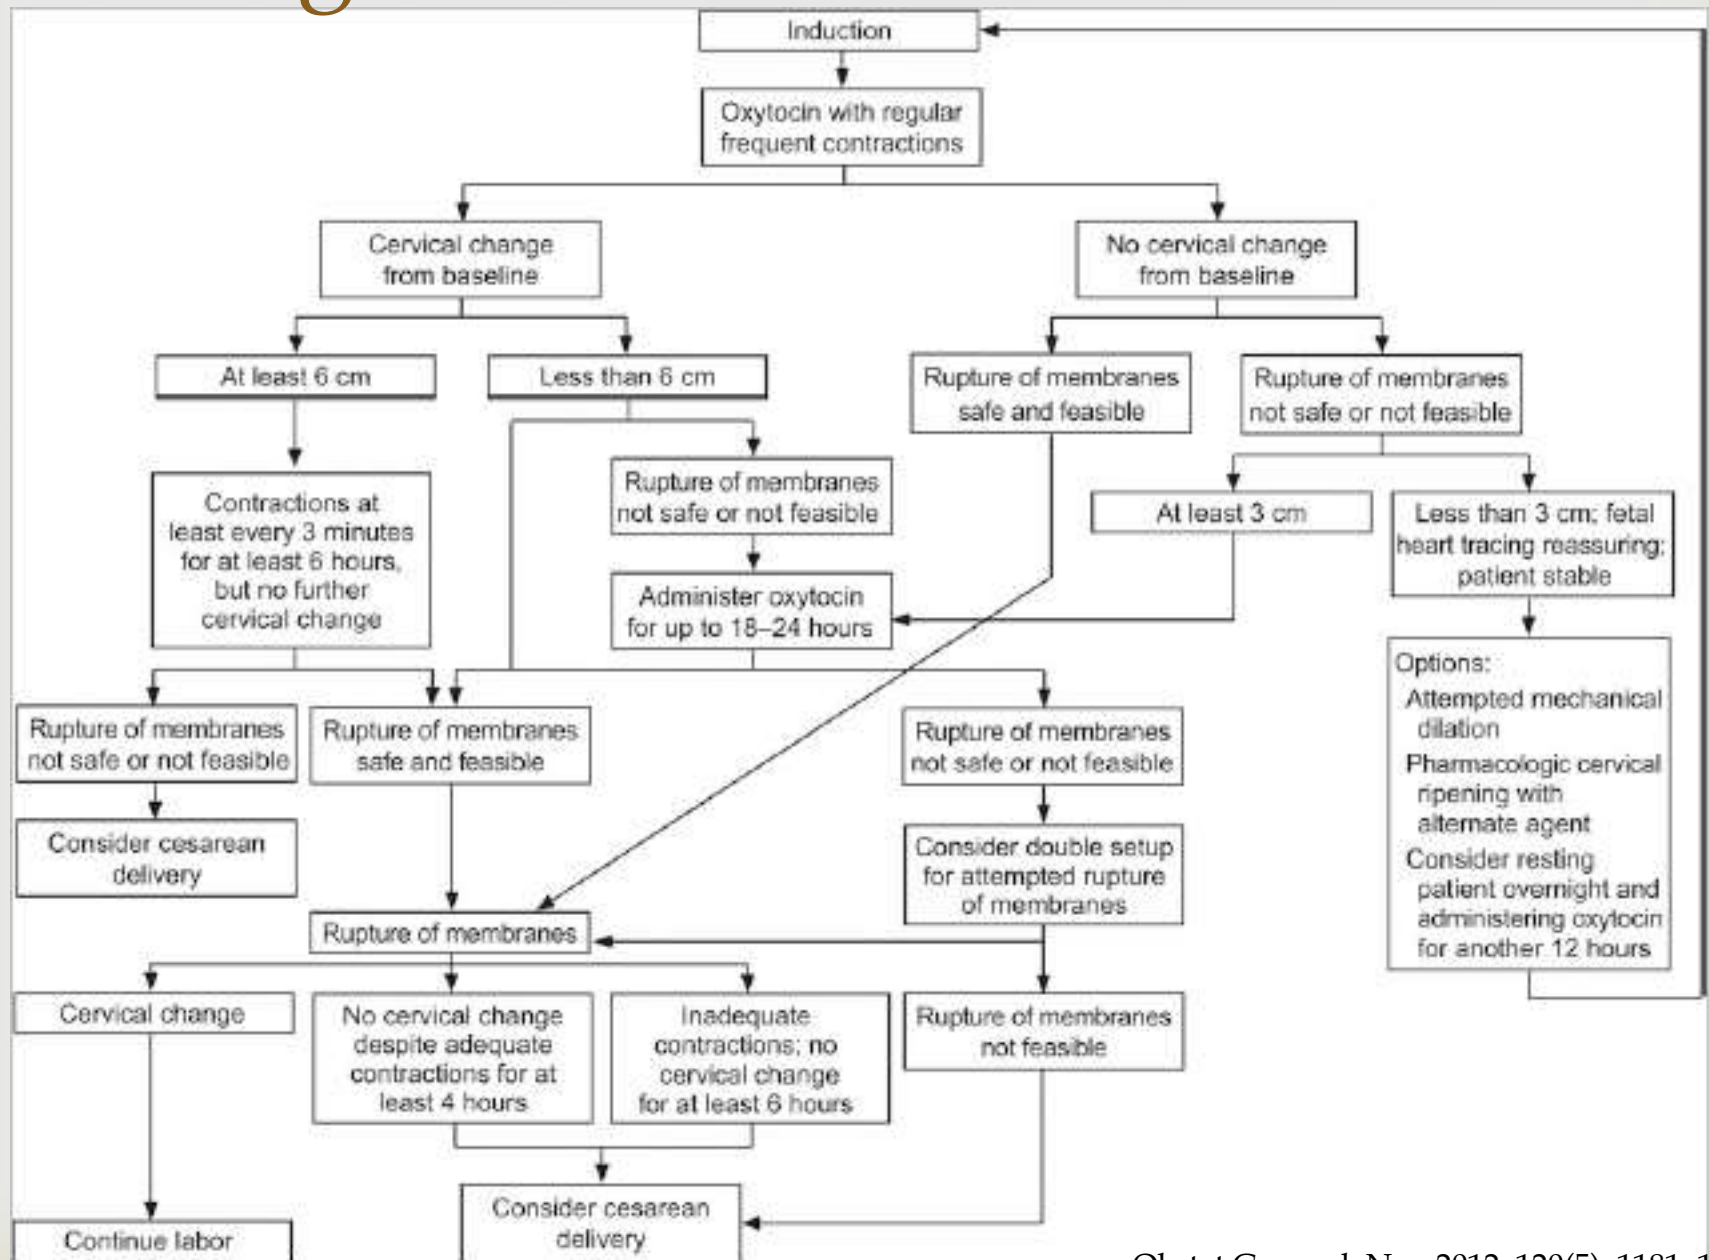 Induction
Oxytocin with regular
frequent contractions
Cervical change
from baseline
No cervical change
from baseline
At least 6 cm
Less than 6 cm
Rupture of membranes
safe and feasible
Rupture of membranes
not safe or not feasible
Contractions at
least every 3 minutes
for at least 6 hours,
but no further
cervical change
Rupture of membranes
not safe or not feasible
At least 3 cm
Less than 3 cm; fetal
heart tracing reassuring;
patient stable
Administer oxytocin
for up to 18–24 hours
Options:
Attempted mechanical
dilation
Pharmacologic cervical
ripening with
alternate agent
Consider resting
patient overnight and
administering oxytocin
for another 12 hours
Rupture of membranes
not safe or not feasible
Rupture of membranes
safe and feasible
Rupture of membranes
not safe or not feasible
Consider cesarean
delivery
Consider double setup
for attempted rupture
of membranes
Rupture of membranes
Cervical change
No cervical change
despite adequate
contractions for at
least 4 hours
Inadequate
contractions; no
cervical change
for at least 6 hours
Rupture of membranes
not feasible
Continue labor
Consider cesarean
delivery
2012
120(5)